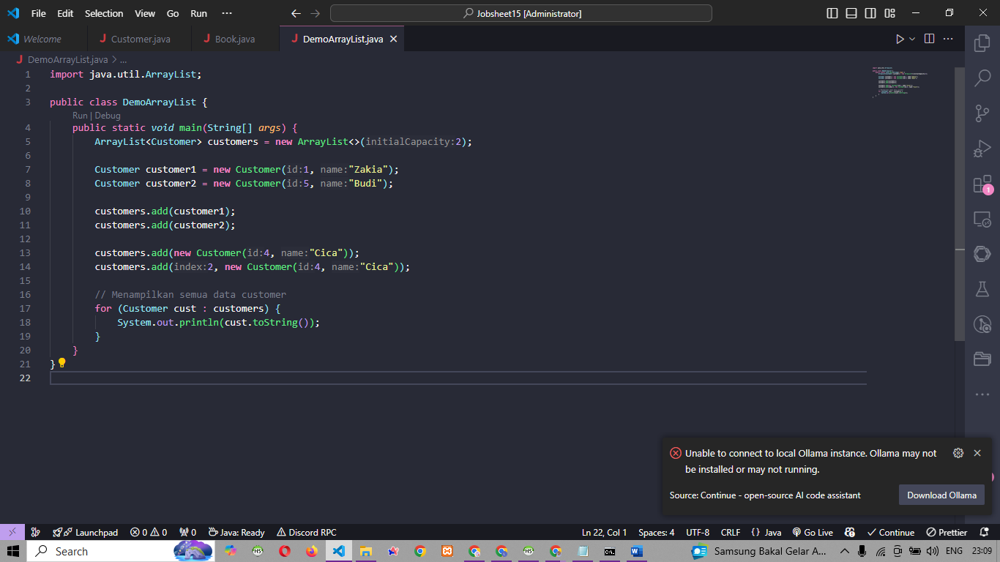 File Edit Selection View Go Run ··· Jobsheet15 [Administrator]
Welcome Customer.java Book.java DemoArrayList.java
DemoArrayList.java > ...
1 import java.util.ArrayList;
2
3 public class DemoArrayList {
Run | Debug
4 public static void main(String[] args) {
5 ArrayList<Customer> customers = new ArrayList<>(initialCapacity:2);
6
7 Customer customer1 = new Customer(id:1, name:"Zakia");
8 Customer customer2 = new Customer(id:5, name:"Budi");
9
10 customers.add(customer1);
11 customers.add(customer2);
12
13 customers.add(new Customer(id:4, name:"Cica"));
14 customers.add(index:2, new Customer(id:4, name:"Cica"));
15
16 // Menampilkan semua data customer
17 for (Customer cust : customers) {
18 System.out.println(cust.toString());
19 }
20 }
21 }
22
1
Unable to connect to local Ollama instance. Ollama may not
be installed or may not running.
Source: Continue - open-source AI code assistant Download Ollama
Launchpad 0 0 0 Java: Ready Discord RPC Ln 22, Col 1 Spaces: 4 UTF-8 CRLF {} Java Go Live Continue Prettier
Search Samsung Bakal Gelar A... ENG 23:09